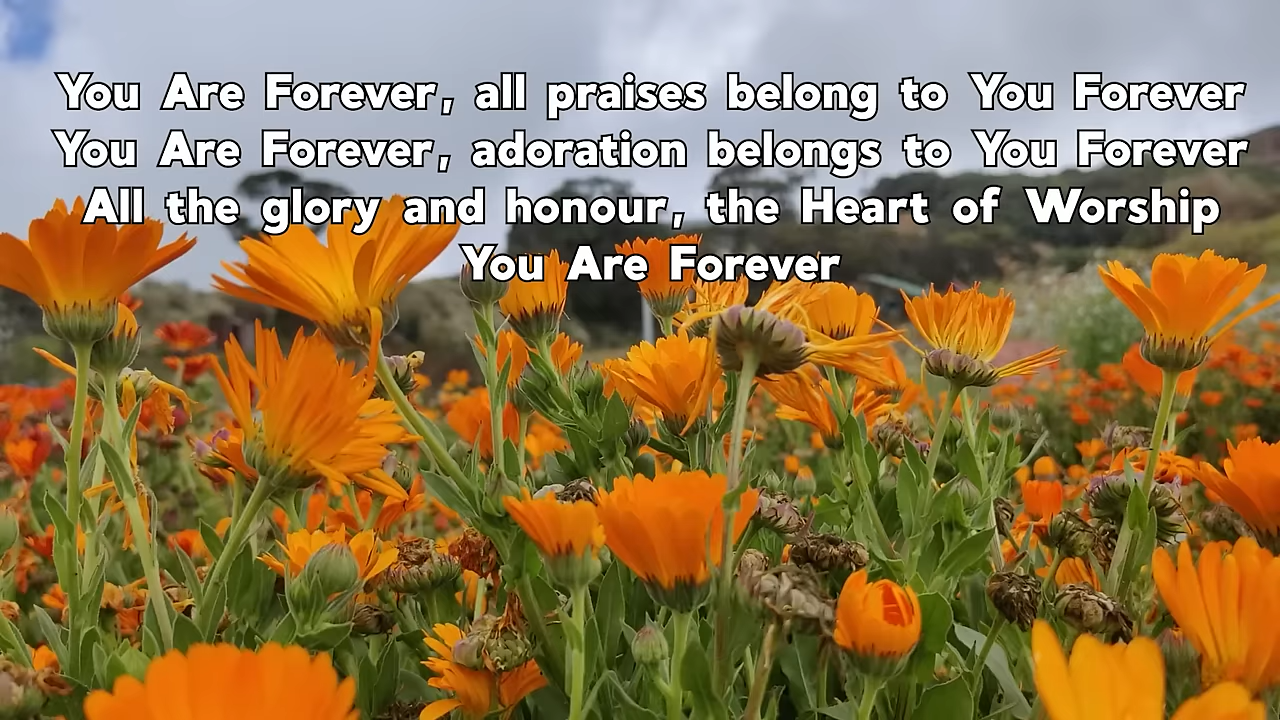 You Are Forever, all praises belong to You Forever
You Are Forever, adoration belongs to You Forever
All the glory and honour, the Heart of Worship
You Are Forever